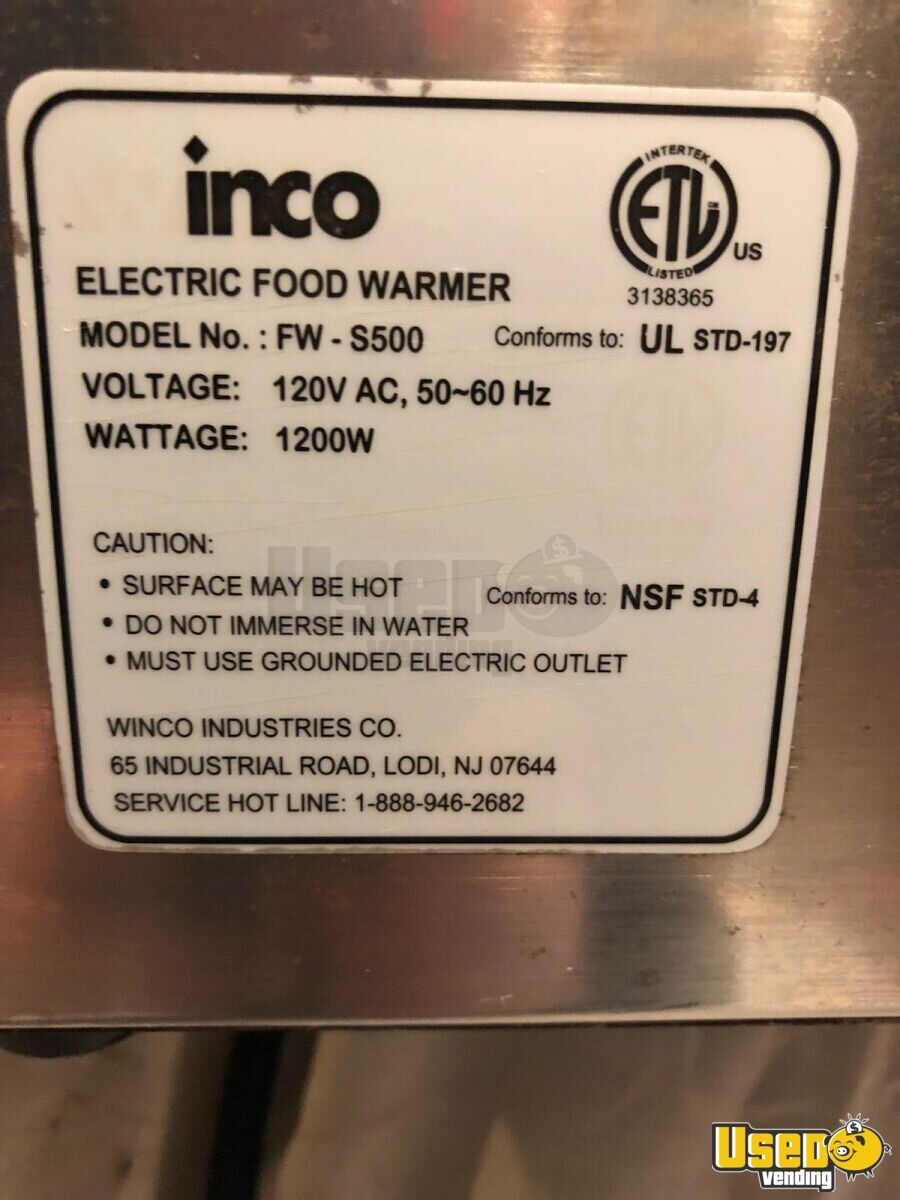 inco
INTERTEK
ETL CM
LISTED
US
3138365
ELECTRIC FOOD WARMER
MODEL No. : FW - S500
Conforms to: UL STD-197
VOLTAGE: 120V AC, 50~60 Hz
WATTAGE: 1200W
CAUTION:
• SURFACE MAY BE HOT
Conforms to: NSF STD-4
• DO NOT IMMERSE IN WATER
• MUST USE GROUNDED ELECTRIC OUTLET
WINCO INDUSTRIES CO.
65 INDUSTRIAL ROAD, LODI, NJ 07644
SERVICE HOT LINE: 1-888-946-2682
USED
vending
USED
vending